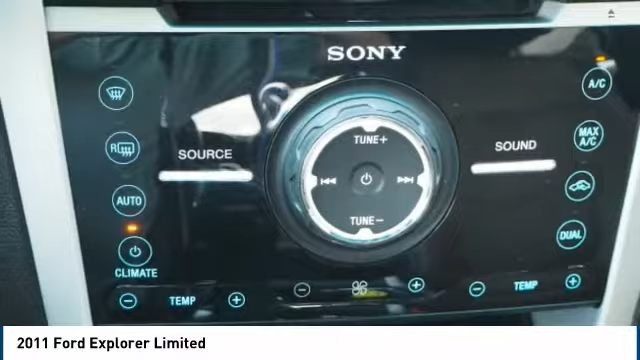 SONY
A/C
TUNE+
R
MAX
A/C
SOURCE
SOUND
AUTO
TUNE-
DUAL
CLIMATE
TEMP
TEMP
2011 Ford Explorer Limited